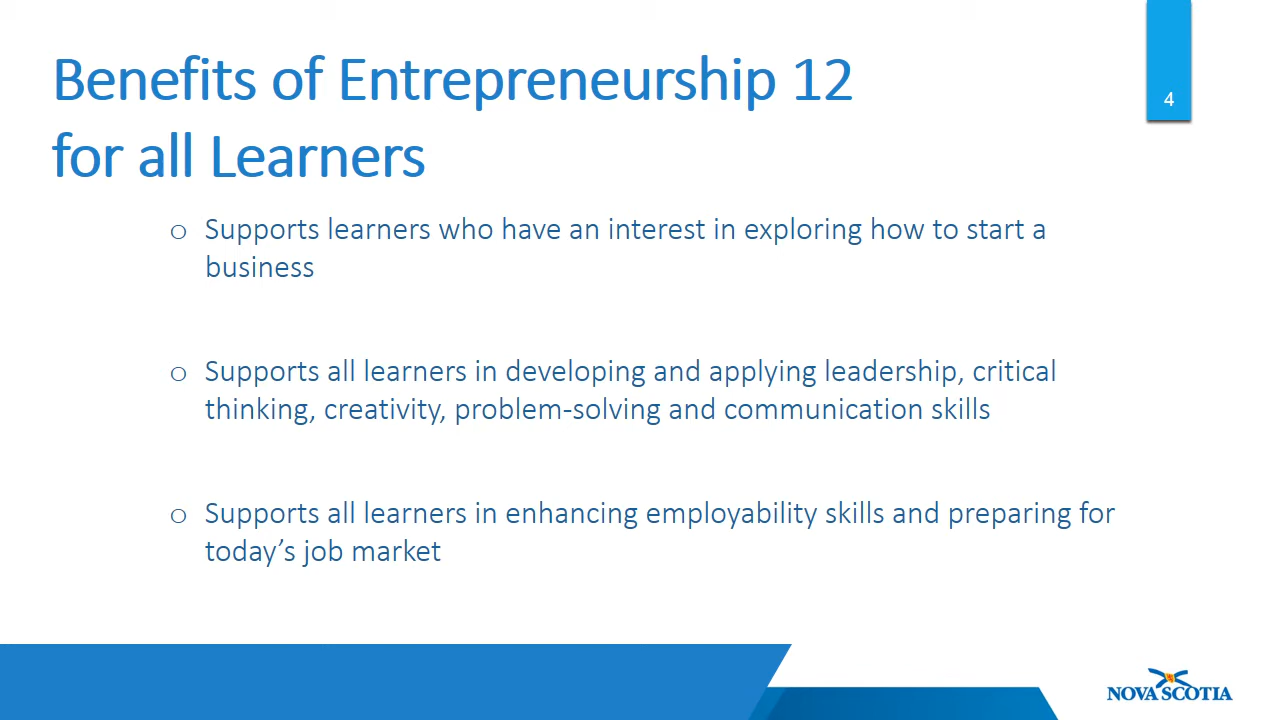 Benefits of Entrepreneurship 12
for all Learners
4
o Supports learners who have an interest in exploring how to start a
business
o Supports all learners in developing and applying leadership, critical
thinking, creativity, problem-solving and communication skills
o Supports all learners in enhancing employability skills and preparing for
today’s job market
NOVA SCOTIA